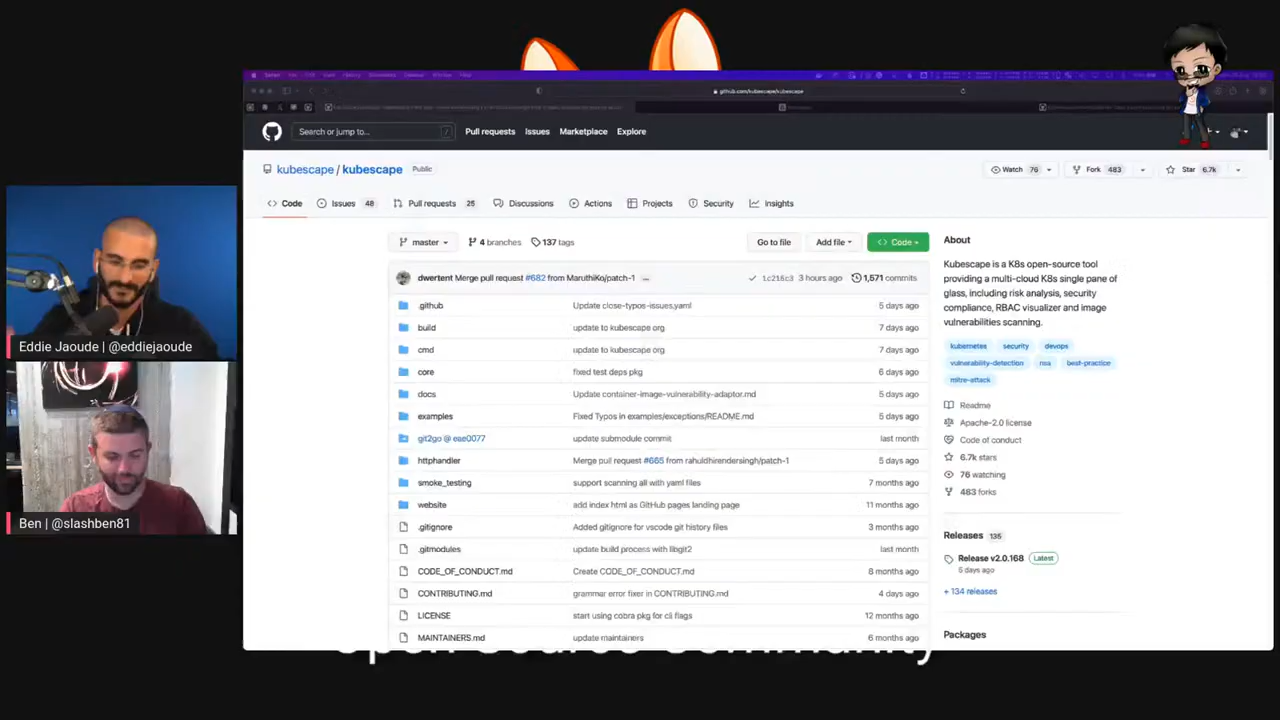 github.com/kubescape/kubescape
Search or jump to... /
Pull requests Issues Marketplace Explore
kubescape / kubescape Public
Watch 76 Fork 483 Star 6.7k
Code Issues 48 Pull requests 25 Discussions Actions Projects Security Insights
master 4 branches 137 tags Go to file Add file Code
dwertent Merge pull request #682 from MaruthiKo/patch-1 ... 1c216c3 3 hours ago 1,571 commits
.github Update close-typos-issues.yaml 5 days ago
build update to kubescape org 7 days ago
cmd update to kubescape org 7 days ago
core fixed test deps pkg 6 days ago
docs Update container-image-vulnerability-adaptor.md 5 days ago
examples Fixed Typos in examples/exceptions/README.md 5 days ago
git2go @ eae0077 update submodule commit last month
httphandler Merge pull request #665 from rahuldhirendersingh/patch-1 5 days ago
smoke_testing support scanning all with yaml files 7 months ago
website add index html as GitHub pages landing page 11 months ago
.gitignore Added gitignore for vscode git history files 3 months ago
.gitmodules update build process with libgit2 last month
CODE_OF_CONDUCT.md Create CODE_OF_CONDUCT.md 8 months ago
CONTRIBUTING.md grammar error fixer in CONTRIBUTING.md 4 days ago
LICENSE start using cobra pkg for cli flags 12 months ago
MAINTAINERS.md update maintainers 6 months ago
About
Kubescape is a K8s open-source tool
providing a multi-cloud K8s single pane of
glass, including risk analysis, security
compliance, RBAC visualizer and image
vulnerabilities scanning.
kubernetes security devops
vulnerability-detection nsa best-practice
mitre-attack
Readme
Apache-2.0 license
Code of conduct
6.7k stars
76 watching
483 forks
Releases 135
Release v2.0.168 Latest
5 days ago
+ 134 releases
Packages
Eddie Jaoude | @eddiejaoude
Ben | @slashben81